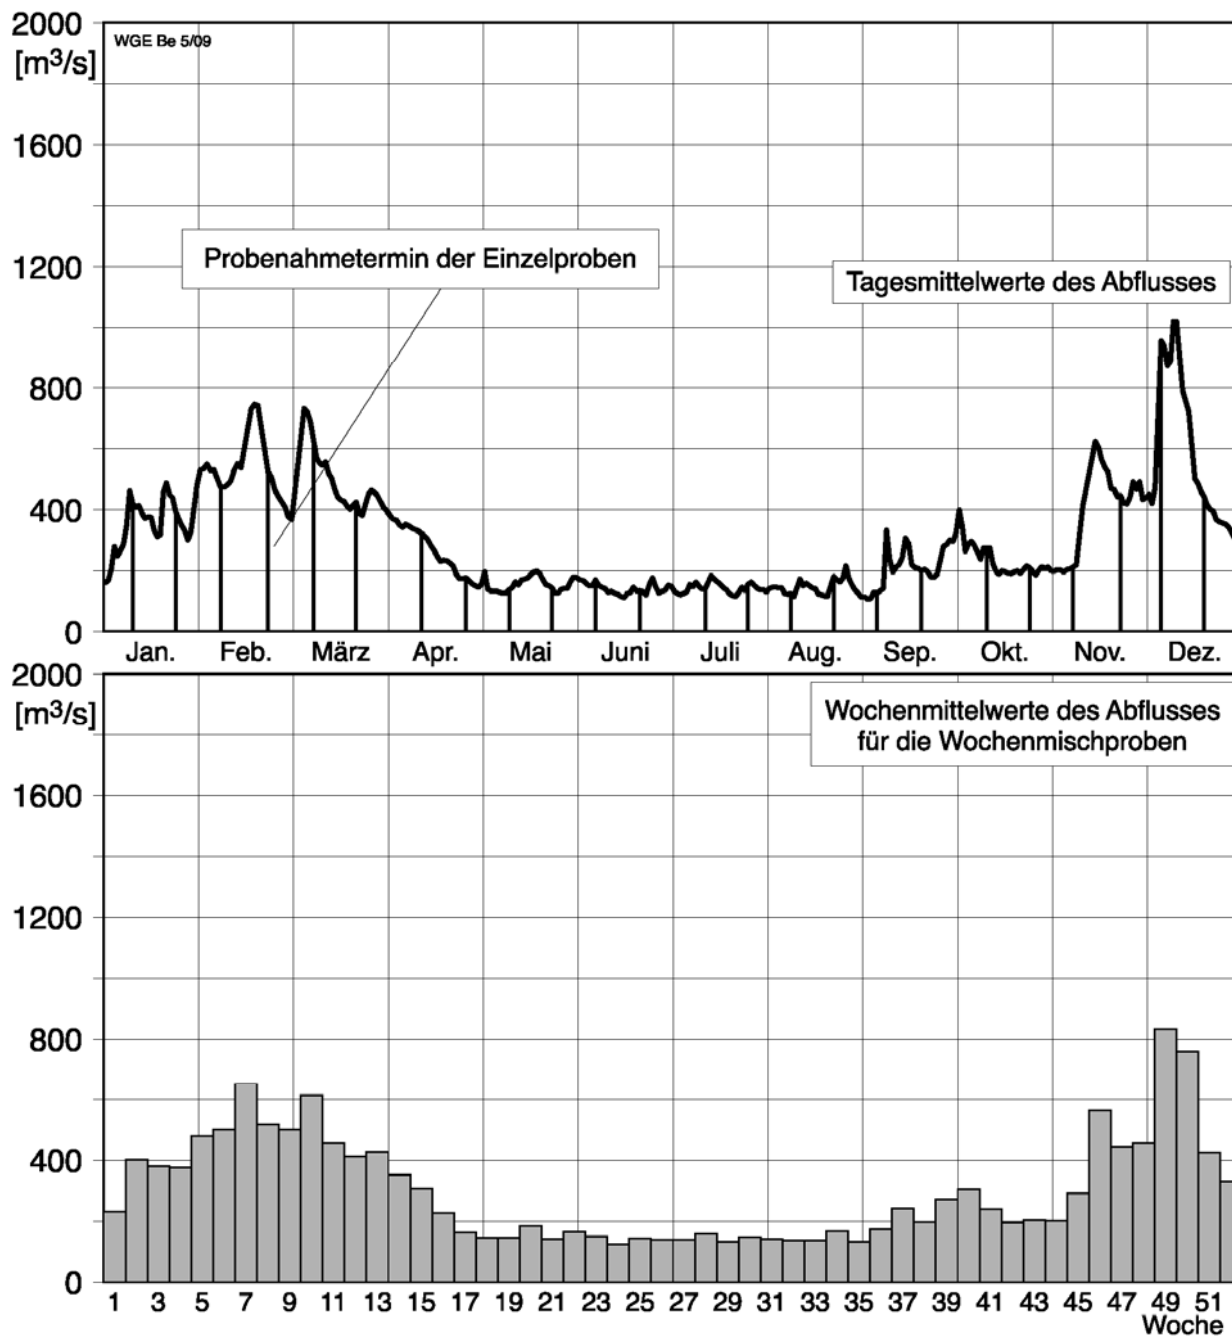 2000
[m³/s]
WGE Be 5/09
1600
1200
Probenahmetermin der Einzelproben
Tagesmittelwerte des Abflusses
800
400
0
Jan. Feb. März Apr. Mai Juni Juli Aug. Sep. Okt. Nov. Dez.
2000
[m³/s]
Wochenmittelwerte des Abflusses
für die Wochenmischproben
1600
1200
800
400
0
1 3 5 7 9 11 13 15 17 19 21 23 25 27 29 31 33 35 37 39 41 43 45 47 49 51
Woche